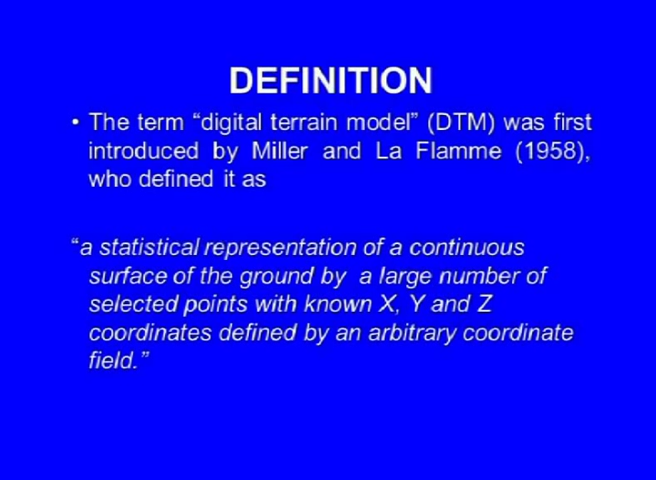 DEFINITION
• The term “digital terrain model” (DTM) was first
introduced by Miller and La Flamme (1958),
who defined it as
“a statistical representation of a continuous
surface of the ground by a large number of
selected points with known X, Y and Z
coordinates defined by an arbitrary coordinate
field.”